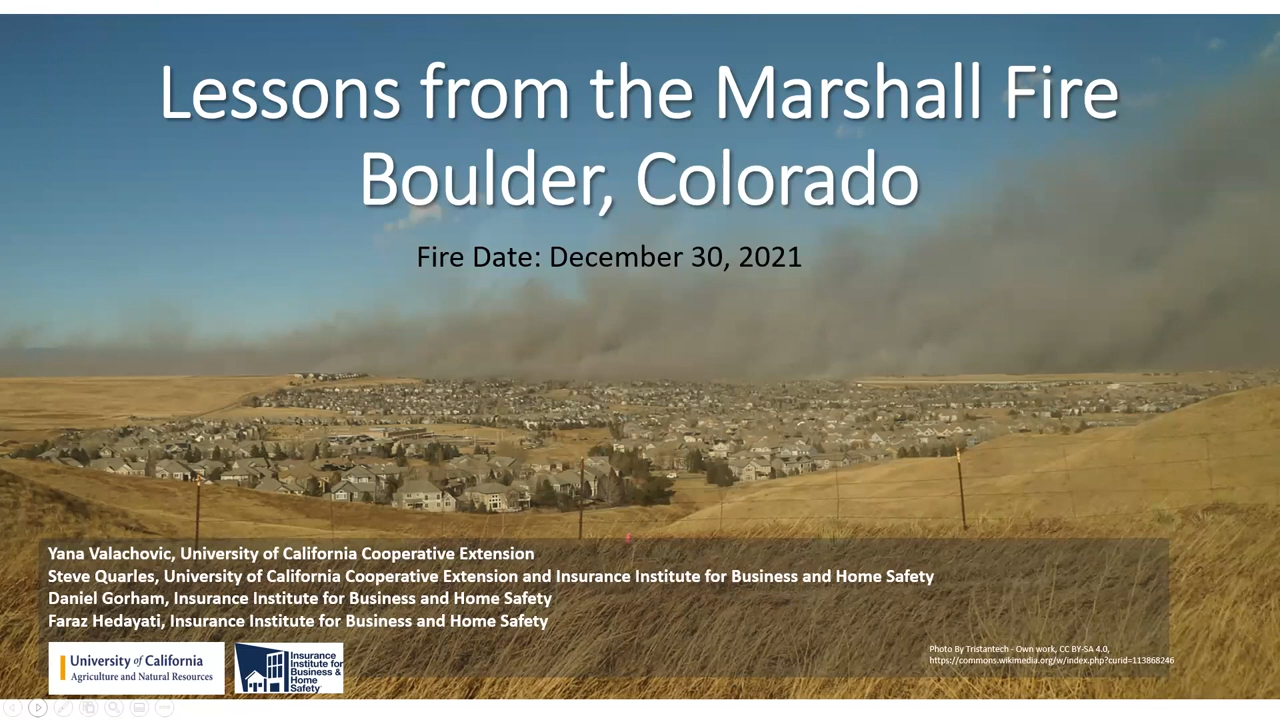 Lessons from the Marshall Fire
Boulder, Colorado
Fire Date: December 30, 2021
Yana Valachovic, University of California Cooperative Extension
Steve Quarles, University of California Cooperative Extension and Insurance Institute for Business and Home Safety
Daniel Gorham, Insurance Institute for Business and Home Safety
Faraz Hedayati, Insurance Institute for Business and Home Safety
University of California
Agriculture and Natural Resources
Insurance
Institute for
Business &
Home
Safety
Photo By Tristantech - Own work, CC BY-SA 4.0,
https://commons.wikimedia.org/w/index.php?curid=113868246